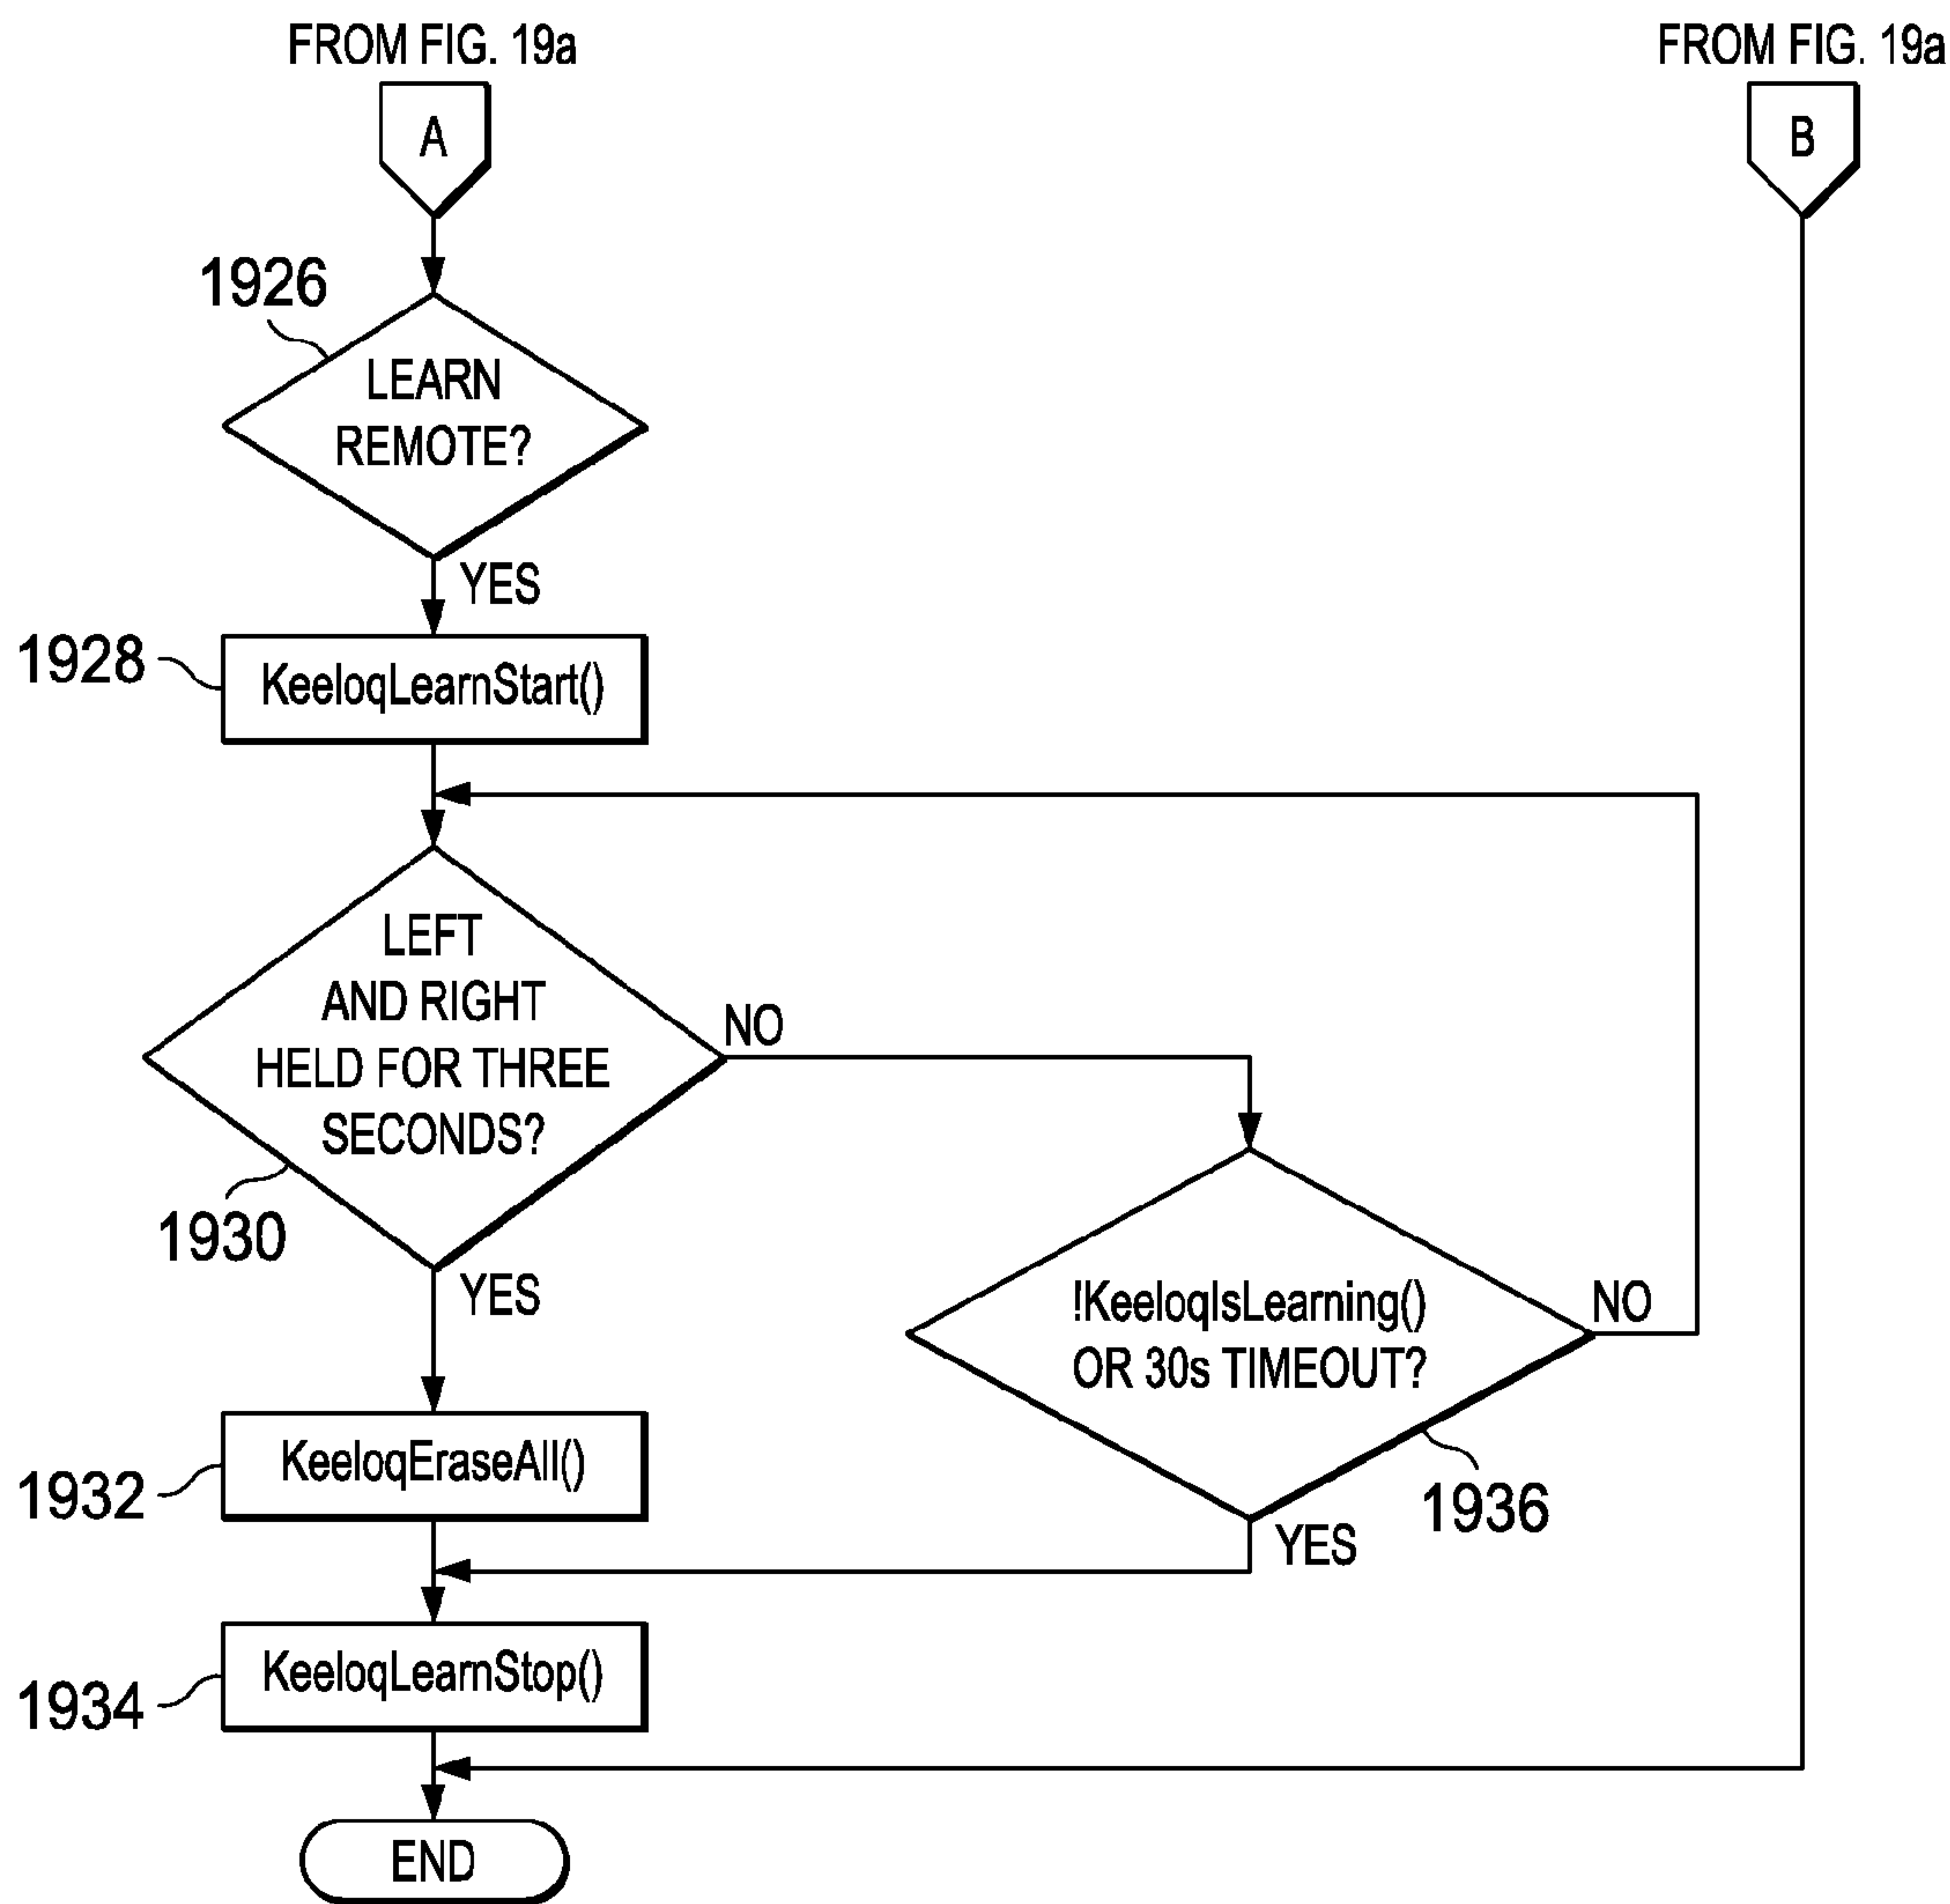 FROM FIG. 19a
FROM FIG. 19a
A
B
1926
LEARN
REMOTE?
YES
1928
KeeloqLearnStart()
LEFT
AND RIGHT
HELD FOR THREE
SECONDS?
NO
1930
YES
!KeeloqIsLearning()
OR 30s TIMEOUT?
NO
1936
YES
1932
KeeloqEraseAll()
1934
KeeloqLearnStop()
END